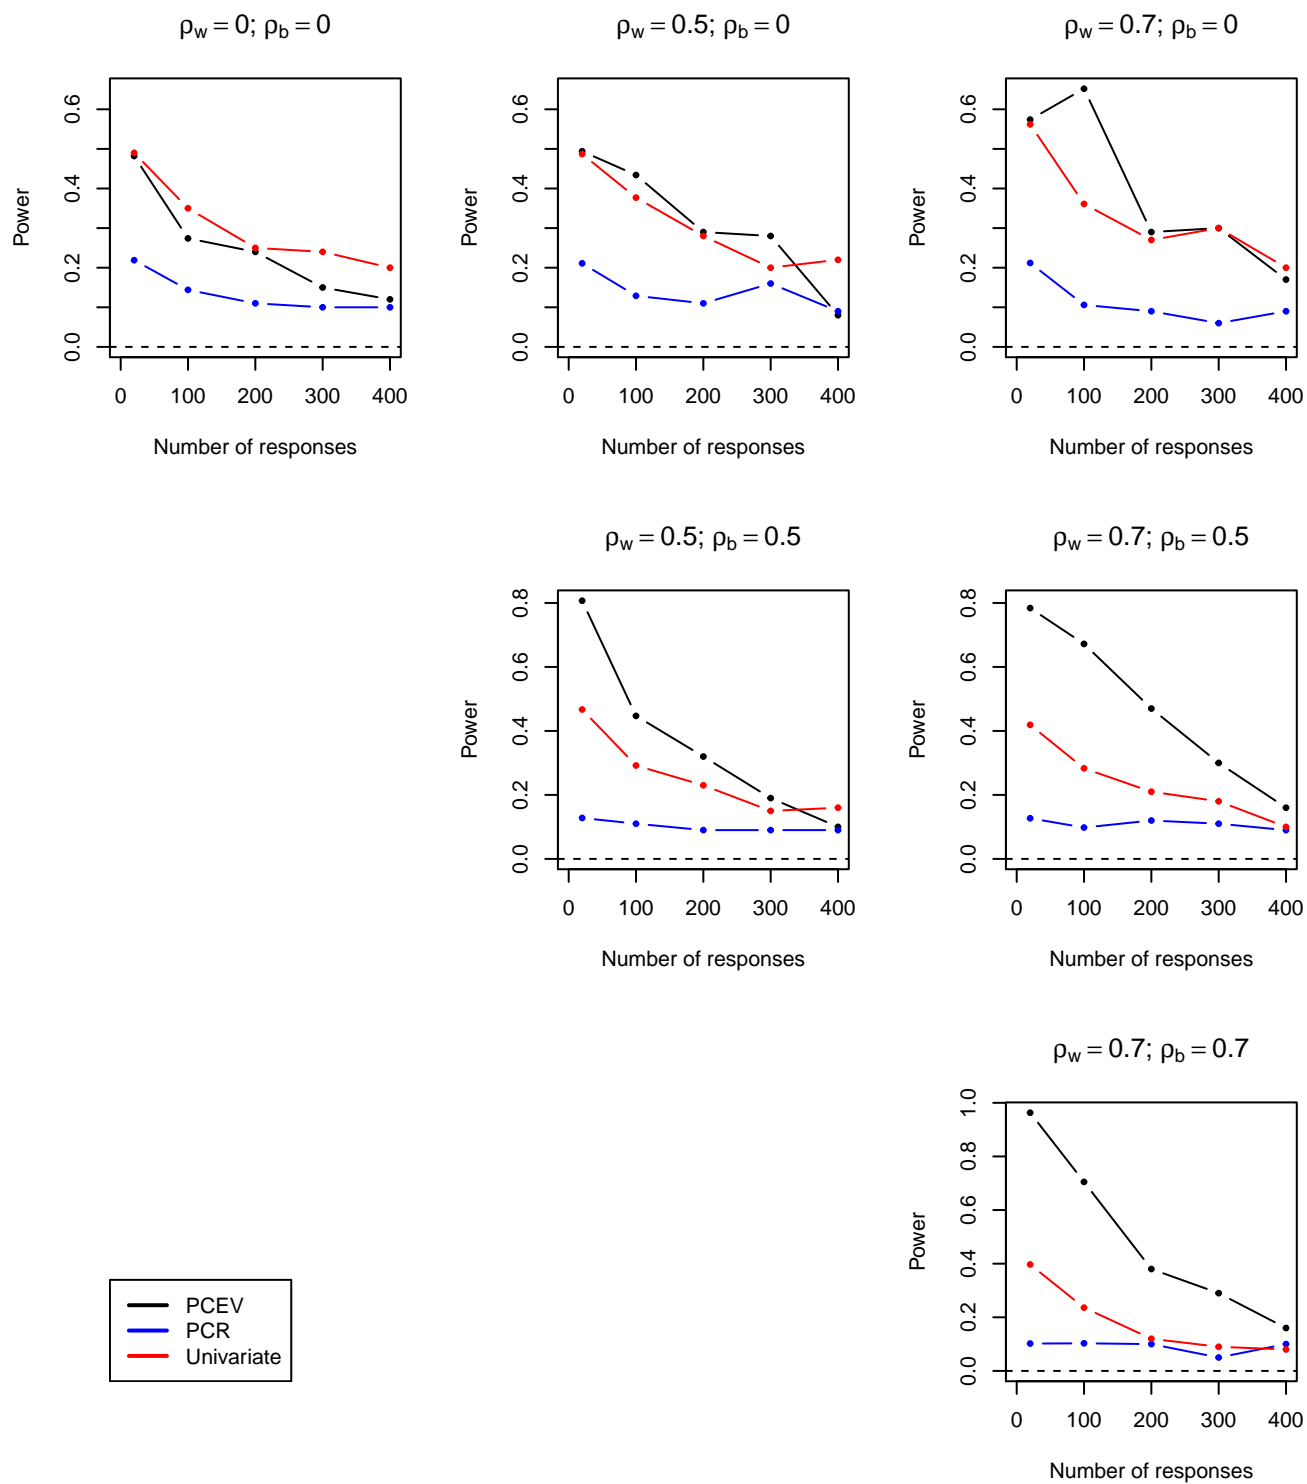 ρw = 0; ρb = 0
ρw = 0.5; ρb = 0
ρw = 0.7; ρb = 0
Power
0.0 0.2 0.4 0.6
0 100 200 300 400
Number of responses
Power
0.0 0.2 0.4 0.6
0 100 200 300 400
Number of responses
Power
0.0 0.2 0.4 0.6
0 100 200 300 400
Number of responses
ρw = 0.5; ρb = 0.5
ρw = 0.7; ρb = 0.5
Power
0.0 0.2 0.4 0.6 0.8
0 100 200 300 400
Number of responses
Power
0.0 0.2 0.4 0.6 0.8
0 100 200 300 400
Number of responses
ρw = 0.7; ρb = 0.7
Power
0.0 0.2 0.4 0.6 0.8 1.0
0 100 200 300 400
Number of responses
PCEV
PCR
Univariate